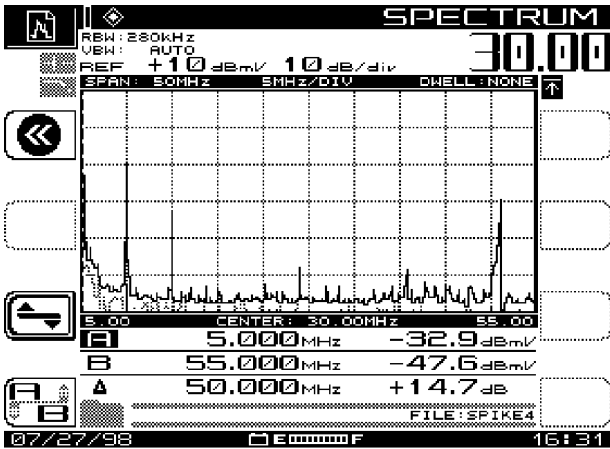 SPECTRUM
RBW: 280KHz
VBW: AUTO
REF +10 dBmV 10 dB/div
30.00
SPAN: 50MHz 5MHz/DIV DWELL:NONE
5.00 CENTER: 30.00MHz 55.00
A 5.000MHz -32.9dBmV
B 55.000MHz -47.6dBmV
Δ 50.000MHz +14.7dB
A
B
FILE:SPIKE4
07/27/98 E F 16:31